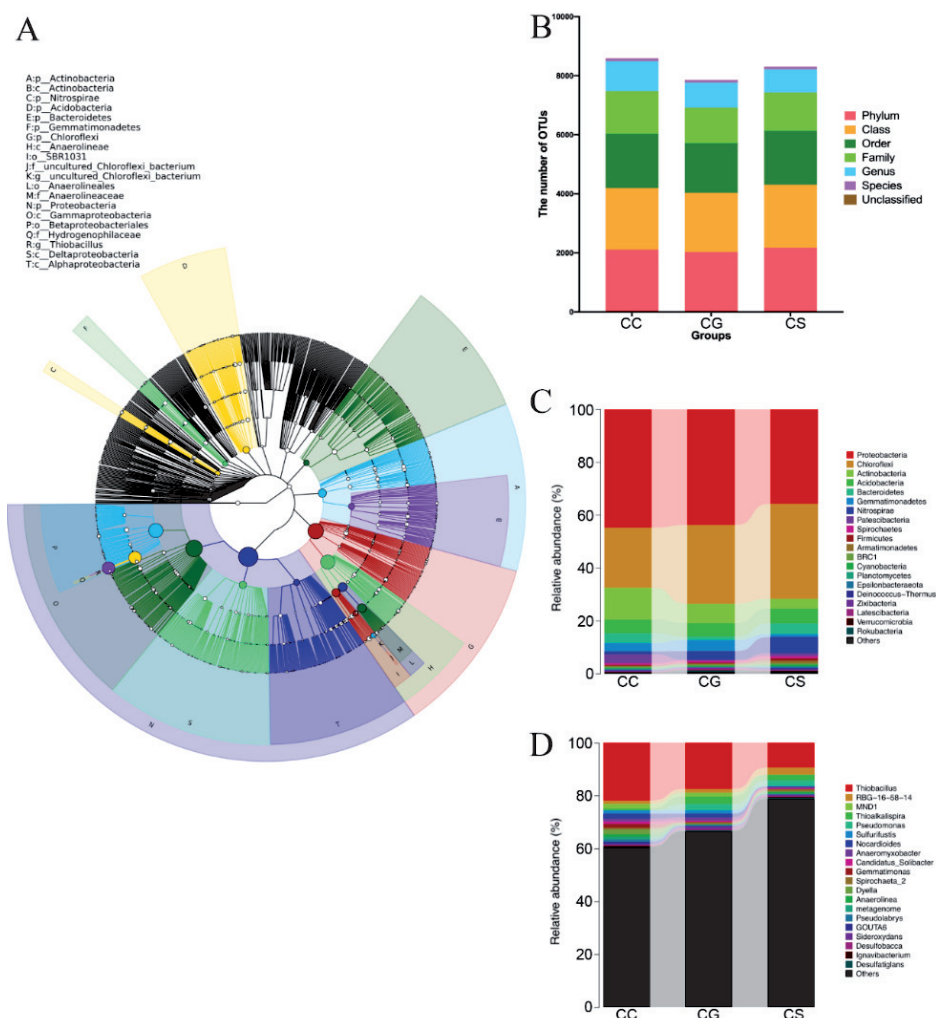 A
A:p__Actinobacteria
B:c__Actinobacteria
C:p__Nitrospirae
D:p__Acidobacteria
E:p__Bacteroidetes
F:p__Gemmatimonadetes
G:p__Chloroflexi
H:c__Anaerolineae
I:o__SBR1031
J:f__uncultured_Chloroflexi_bacterium
K:g__uncultured_Chloroflexi_bacterium
L:o__Anaerolineales
M:f__Anaerolineaceae
N:p__Proteobacteria
O:c__Gammaproteobacteria
P:o__Betaproteobacteriales
Q:f__Hydrogenophilaceae
R:g__Thiobacillus
S:c__Deltaproteobacteria
T:c__Alphaproteobacteria
D
F
C
E
A
B
G
H
L
M
I
T
S
N
O
P
B
The number of OTUs
10000
8000
6000
4000
2000
0
CC
CG
CS
Groups
Phylum
Class
Order
Family
Genus
Species
Unclassified
C
Relative abundance (%)
100
80
60
40
20
0
CC
CG
CS
Proteobacteria
Chloroflexi
Actinobacteria
Acidobacteria
Bacteroidetes
Gemmatimonadetes
Nitrospirae
Patescibacteria
Spirochaetes
Firmicutes
Armatimonadetes
BRC1
Cyanobacteria
Planctomycetes
Epsilonbacteraeota
Deinococcus-Thermus
Zixibacteria
Latescibacteria
Verrucomicrobia
Rokubacteria
Others
D
Relative abundance (%)
100
80
60
40
20
0
CC
CG
CS
Thiobacillus
RBG-16-58-14
MND1
Thioalkalispira
Pseudomonas
Sulfurifustis
Nocardioides
Anaeromyxobacter
Candidatus_Solibacter
Gemmatimonas
Spirochaeta_2
Dyella
Anaerolinea
metagenome
Pseudolabrys
GOUTA6
Sideroxydans
Desulfobacca
Ignavibacterium
Desulfatiglans
Others